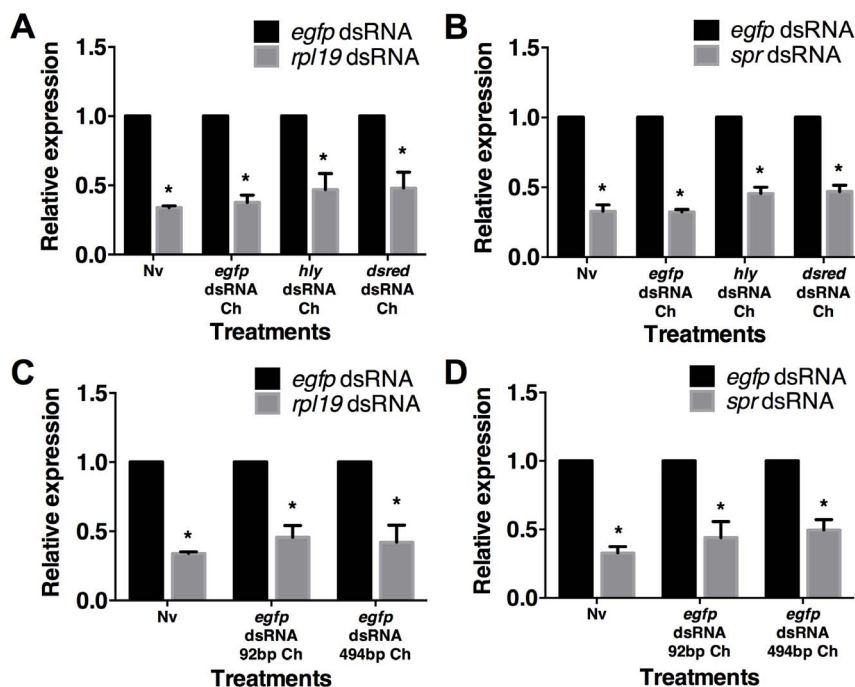 A
egfp dsRNA
rpl19 dsRNA
Relative expression
1.5
1.0
0.5
0.0
*
*
*
*
Nv
egfp
dsRNA
Ch
hly
dsRNA
Ch
dsred
dsRNA
Ch
Treatments
B
egfp dsRNA
spr dsRNA
Relative expression
1.5
1.0
0.5
0.0
*
*
*
*
Nv
egfp
dsRNA
Ch
hly
dsRNA
Ch
dsred
dsRNA
Ch
Treatments
C
egfp dsRNA
rpl19 dsRNA
Relative expression
1.5
1.0
0.5
0.0
*
*
*
Nv
egfp
dsRNA
92bp Ch
egfp
dsRNA
494bp Ch
Treatments
D
egfp dsRNA
spr dsRNA
Relative expression
1.5
1.0
0.5
0.0
*
*
*
Nv
egfp
dsRNA
92bp Ch
egfp
dsRNA
494bp Ch
Treatments